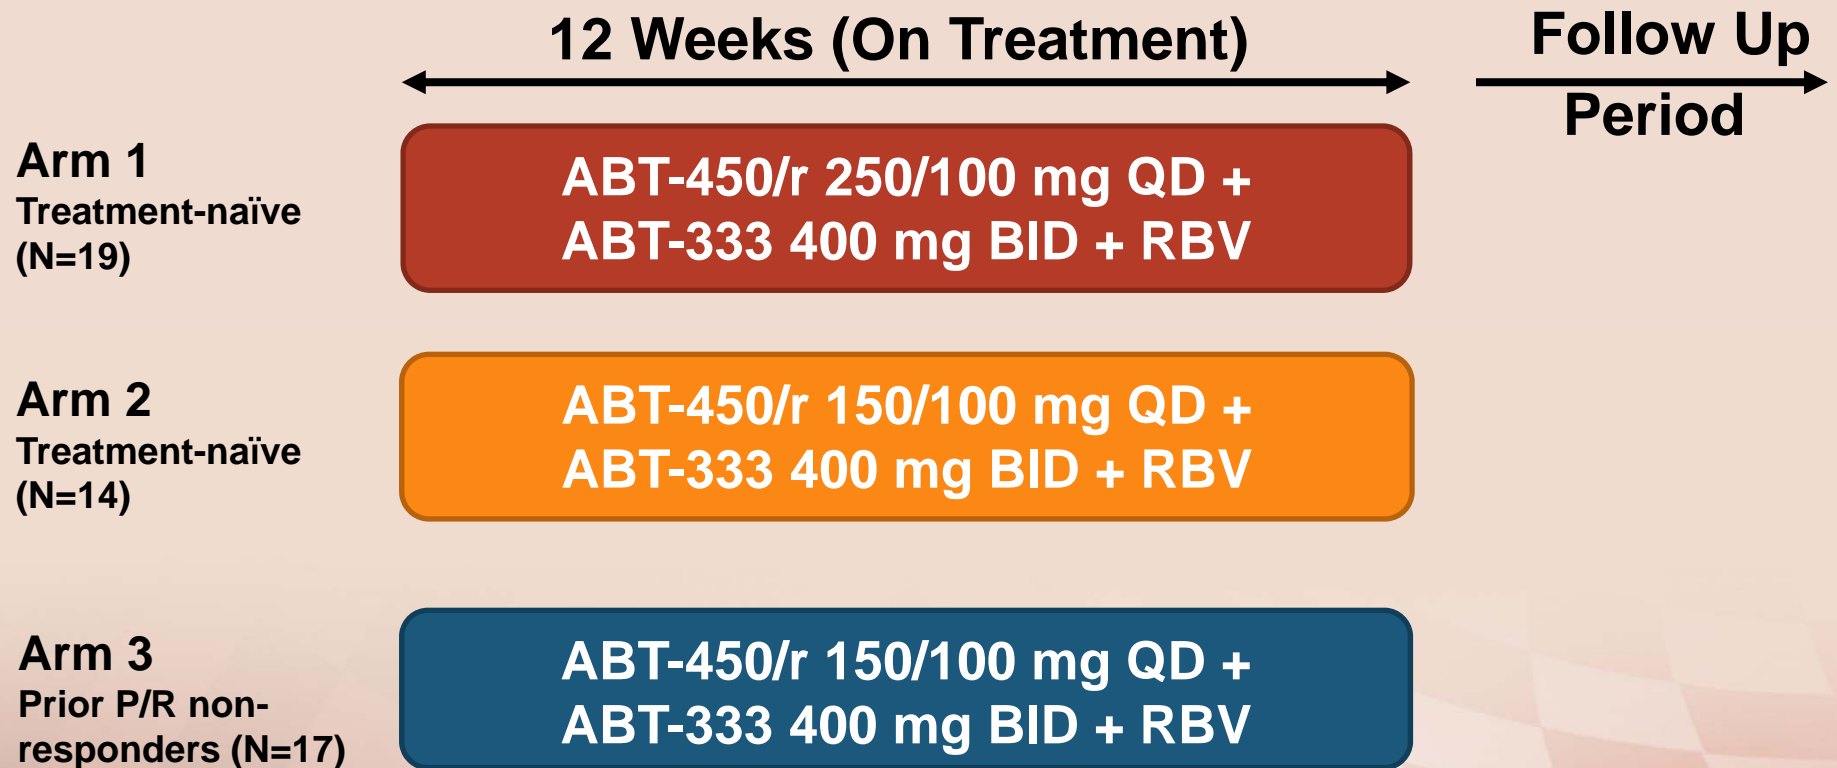 12 Weeks (On Treatment)
Follow Up
Period
Arm 1
Treatment-naïve
(N=19)
ABT-450/r 250/100 mg QD +
ABT-333 400 mg BID + RBV
Arm 2
Treatment-naïve
(N=14)
ABT-450/r 150/100 mg QD +
ABT-333 400 mg BID + RBV
Arm 3
Prior P/R non-
responders (N=17)
ABT-450/r 150/100 mg QD +
ABT-333 400 mg BID + RBV